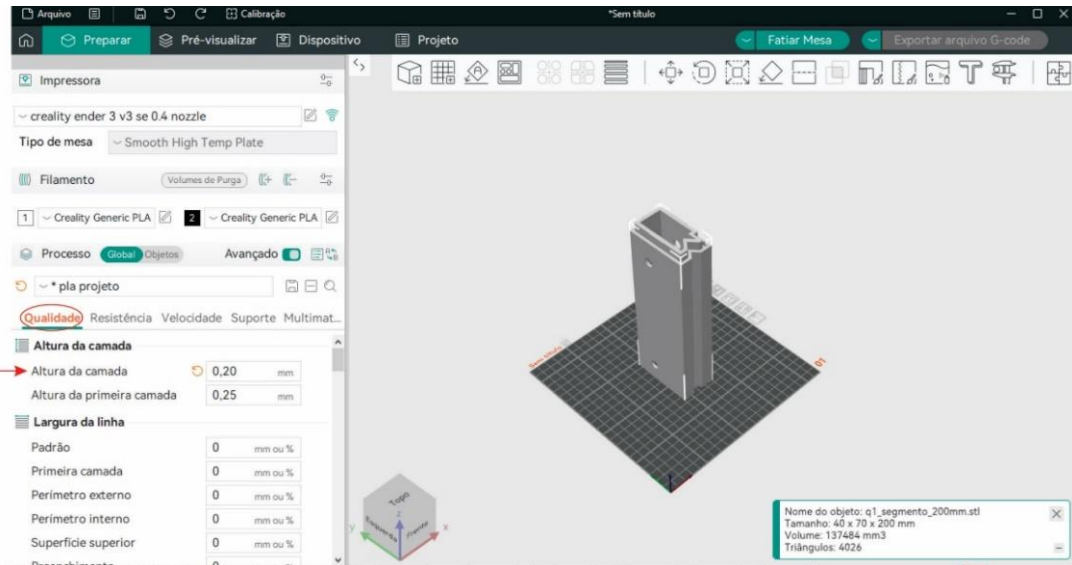 Arquivo Calibração *Sem título
Preparar Pré-visualizar Dispositivo Projeto Fatiar Mesa Exportar arquivo G-code
Impressora
creality ender 3 v3 se 0.4 nozzle
Tipo de mesa Smooth High Temp Plate
Filamento Volumes de Purga
1 Creality Generic PLA 2 Creality Generic PLA
Processo Global Objetos Avançado
* pla projeto
Qualidade Resistência Velocidade Suporte Multimat...
Altura da camada
Altura da camada 0,20 mm
Altura da primeira camada 0,25 mm
Largura da linha
Padrão 0 mm ou %
Primeira camada 0 mm ou %
Perímetro externo 0 mm ou %
Perímetro interno 0 mm ou %
Superfície superior 0 mm ou %
Preenchimento 0 mm ou %
Sem título
01
Topo
Esquerda Frente
z
y x
Nome do objeto: q1_segmento_200mm.stl
Tamanho: 40 x 70 x 200 mm
Volume: 137484 mm3
Triângulos: 4026